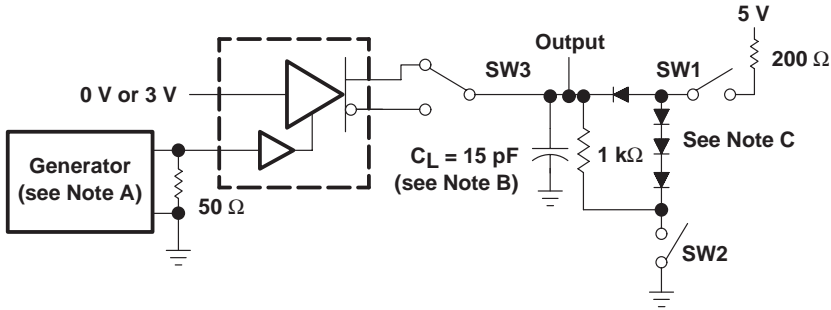 5 V
Output
200 Ω
SW3
SW1
0 V or 3 V
See Note C
Generator
(see Note A)
CL = 15 pF
(see Note B)
1 kΩ
50 Ω
SW2